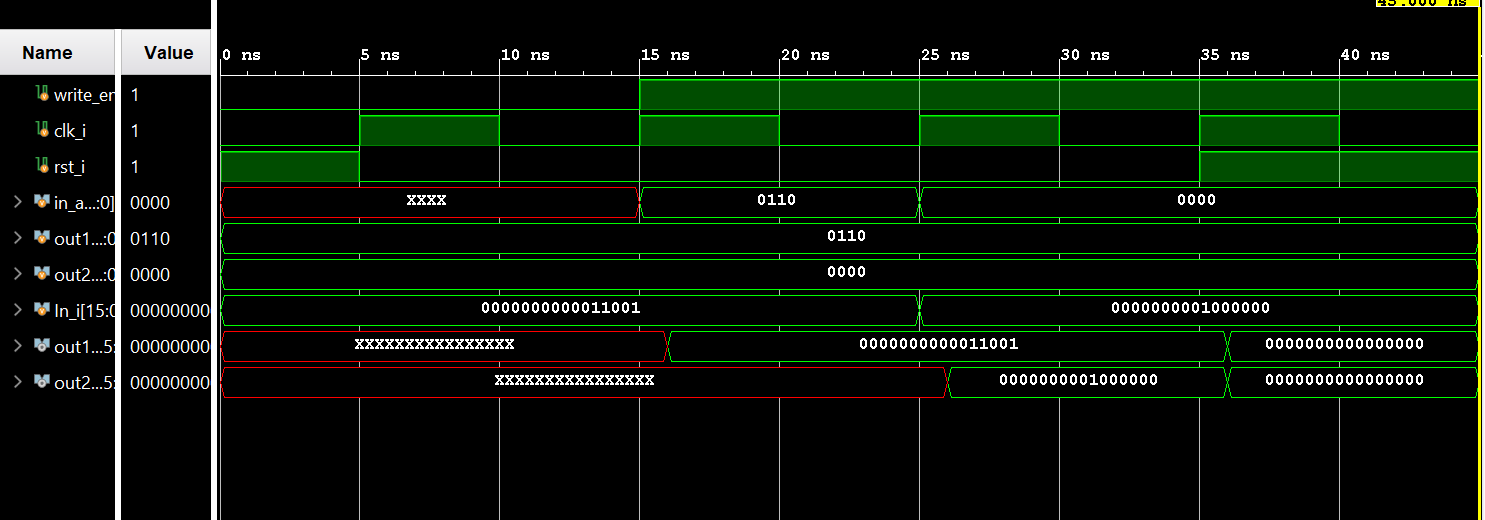 45.000 ns
Name Value
0 ns 5 ns 10 ns 15 ns 20 ns 25 ns 30 ns 35 ns 40 ns
write_er 1
clk_i 1
rst_i 1
in_a...:0] 0000 XXXX 0110 0000
out1...:0 0110 0110
out2...:0 0000 0000
In_i[15:0 00000000 0000000000011001 0000000001000000
out1...5: 00000000 XXXXXXXXXXXXXXXX 0000000000011001 0000000000000000
out2...5: 00000000 XXXXXXXXXXXXXXXX 0000000001000000 0000000000000000